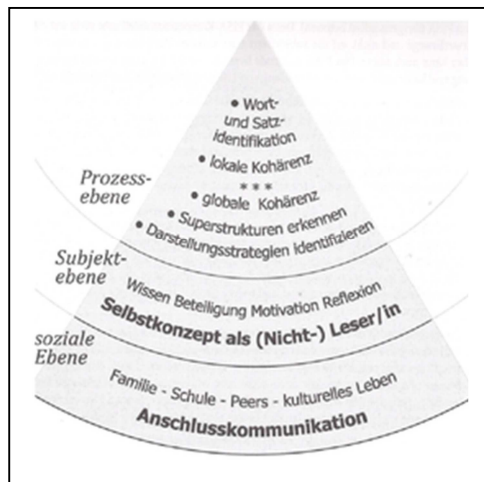 • Wort-
und Satz-
identifikation
• lokale Kohärenz
* * *
• globale Kohärenz
• Superstrukturen erkennen
• Darstellungsstrategien identifizieren
Prozess-
ebene
Wissen Beteiligung Motivation Reflexion
Selbstkonzept als (Nicht-) Leser/in
Subjekt-
ebene
Familie - Schule - Peers - kulturelles Leben
Anschlusskommunikation
soziale
Ebene